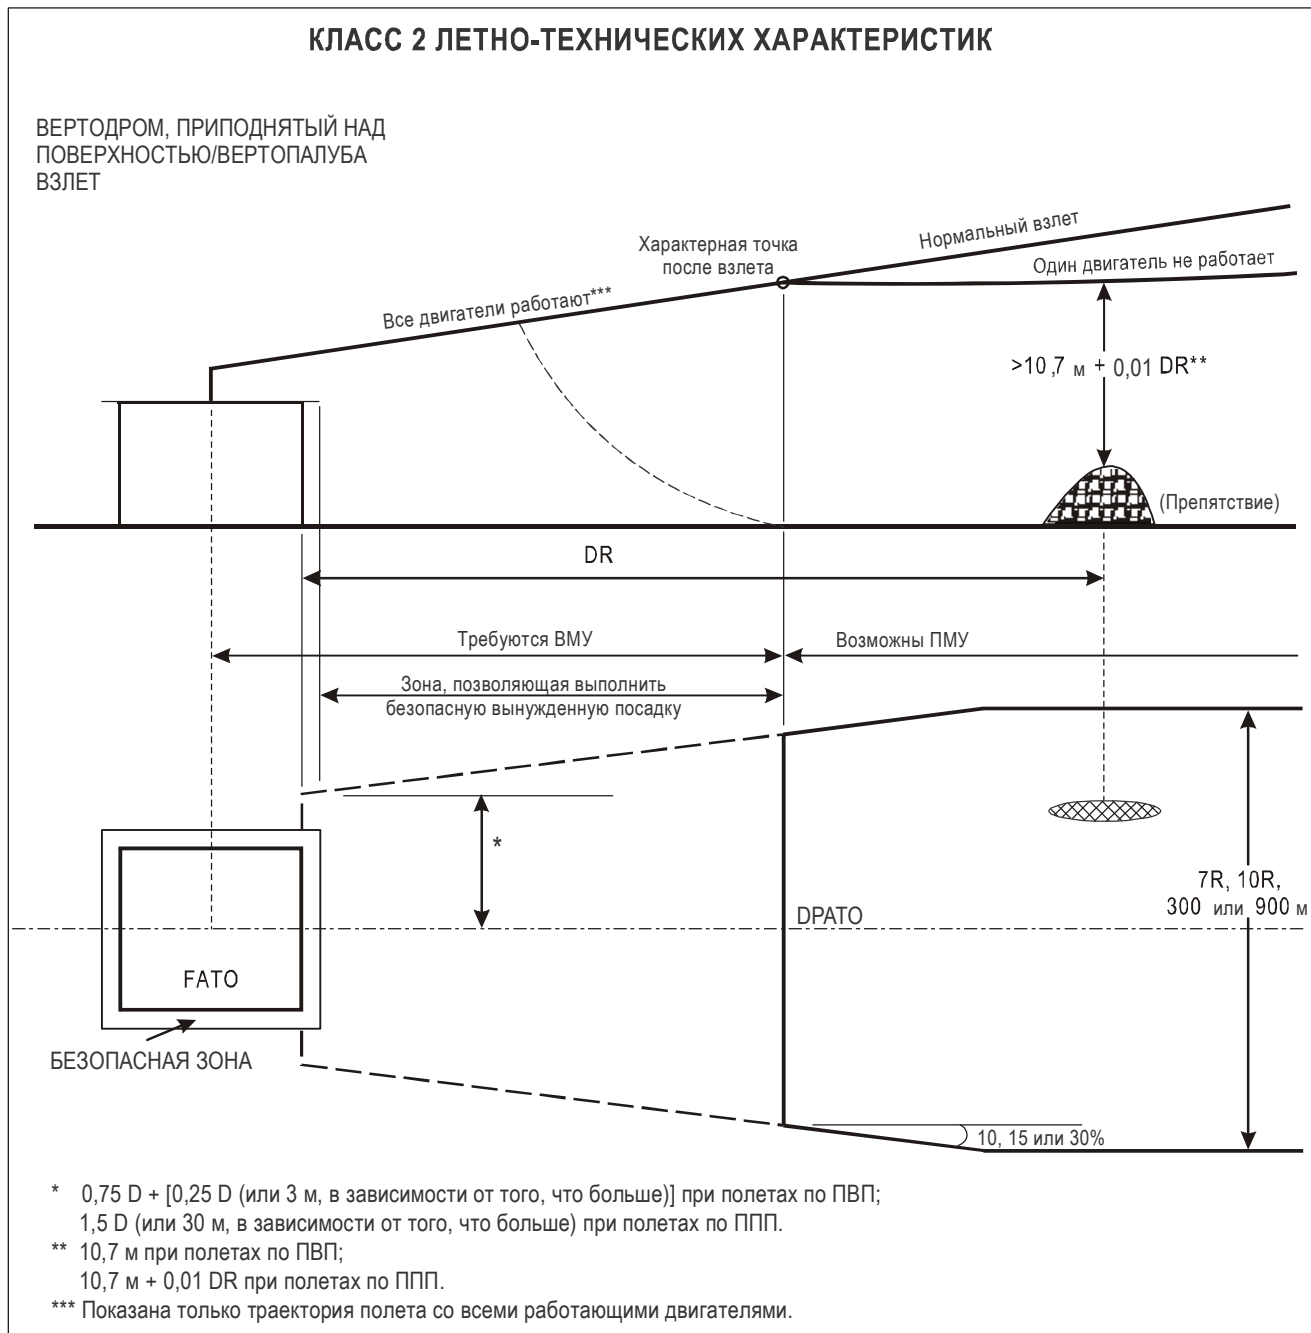 КЛАСС 2 ЛЕТНО-ТЕХНИЧЕСКИХ ХАРАКТЕРИСТИК
ВЕРТОДРОМ, ПРИПОДНЯТЫЙ НАД
ПОВЕРХНОСТЬЮ/ВЕРТОПАЛУБА
ВЗЛЕТ
Характерная точка
после взлета
Нормальный взлет
Один двигатель не работает
Все двигатели работают***
>10,7 м + 0,01 DR**
(Препятствие)
DR
Требуются ВМУ
Возможны ПМУ
Зона, позволяющая выполнить
безопасную вынужденную посадку
*
7R, 10R,
300 или 900 м
DPATO
FATO
БЕЗОПАСНАЯ ЗОНА
10, 15 или 30%
* 0,75 D + [0,25 D (или 3 м, в зависимости от того, что больше)] при полетах по ПВП;
1,5 D (или 30 м, в зависимости от того, что больше) при полетах по ППП.
** 10,7 м при полетах по ПВП;
10,7 м + 0,01 DR при полетах по ППП.
*** Показана только траектория полета со всеми работающими двигателями.